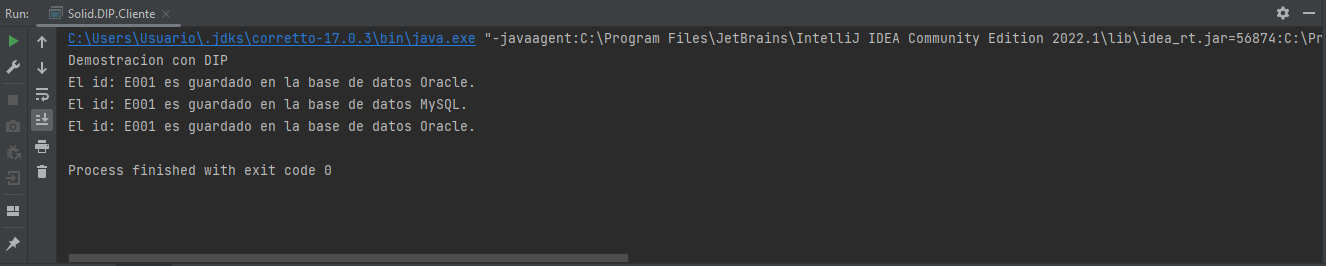 Run: Solid.DIP.Cliente
C:\Users\Usuario\.jdks\corretto-17.0.3\bin\java.exe "-javaagent:C:\Program Files\JetBrains\IntelliJ IDEA Community Edition 2022.1\lib\idea_rt.jar=56874:C:\Pr
Demostracion con DIP
El id: E001 es guardado en la base de datos Oracle.
El id: E001 es guardado en la base de datos MySQL.
El id: E001 es guardado en la base de datos Oracle.
Process finished with exit code 0